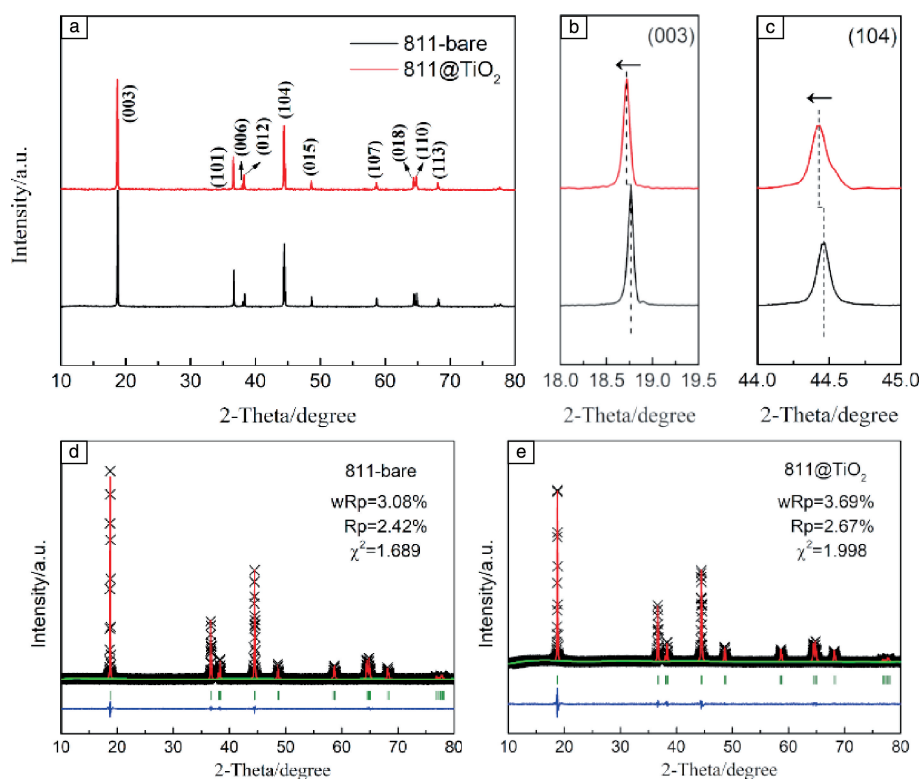 a
811-bare
811@TiO₂
(003)
(101)
(006)
(012)
(104)
(015)
(107)
(018)
(110)
(113)
Intensity/a.u.
10 20 30 40 50 60 70 80
2-Theta/degree
b
(003)
18.0 18.5 19.0 19.5
2-Theta/degree
c
(104)
44.0 44.5 45.0
2-Theta/degree
d
811-bare
wRp=3.08%
Rp=2.42%
χ²=1.689
Intensity/a.u.
10 20 30 40 50 60 70 80
2-Theta/degree
e
811@TiO₂
wRp=3.69%
Rp=2.67%
χ²=1.998
Intensity/a.u.
10 20 30 40 50 60 70 80
2-Theta/degree